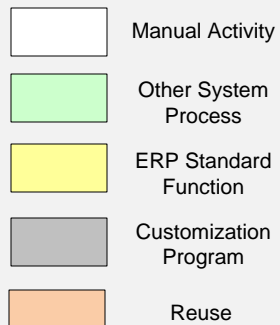 Manual Activity
Other System
Process
ERP Standard
Function
Customization
Program
Reuse